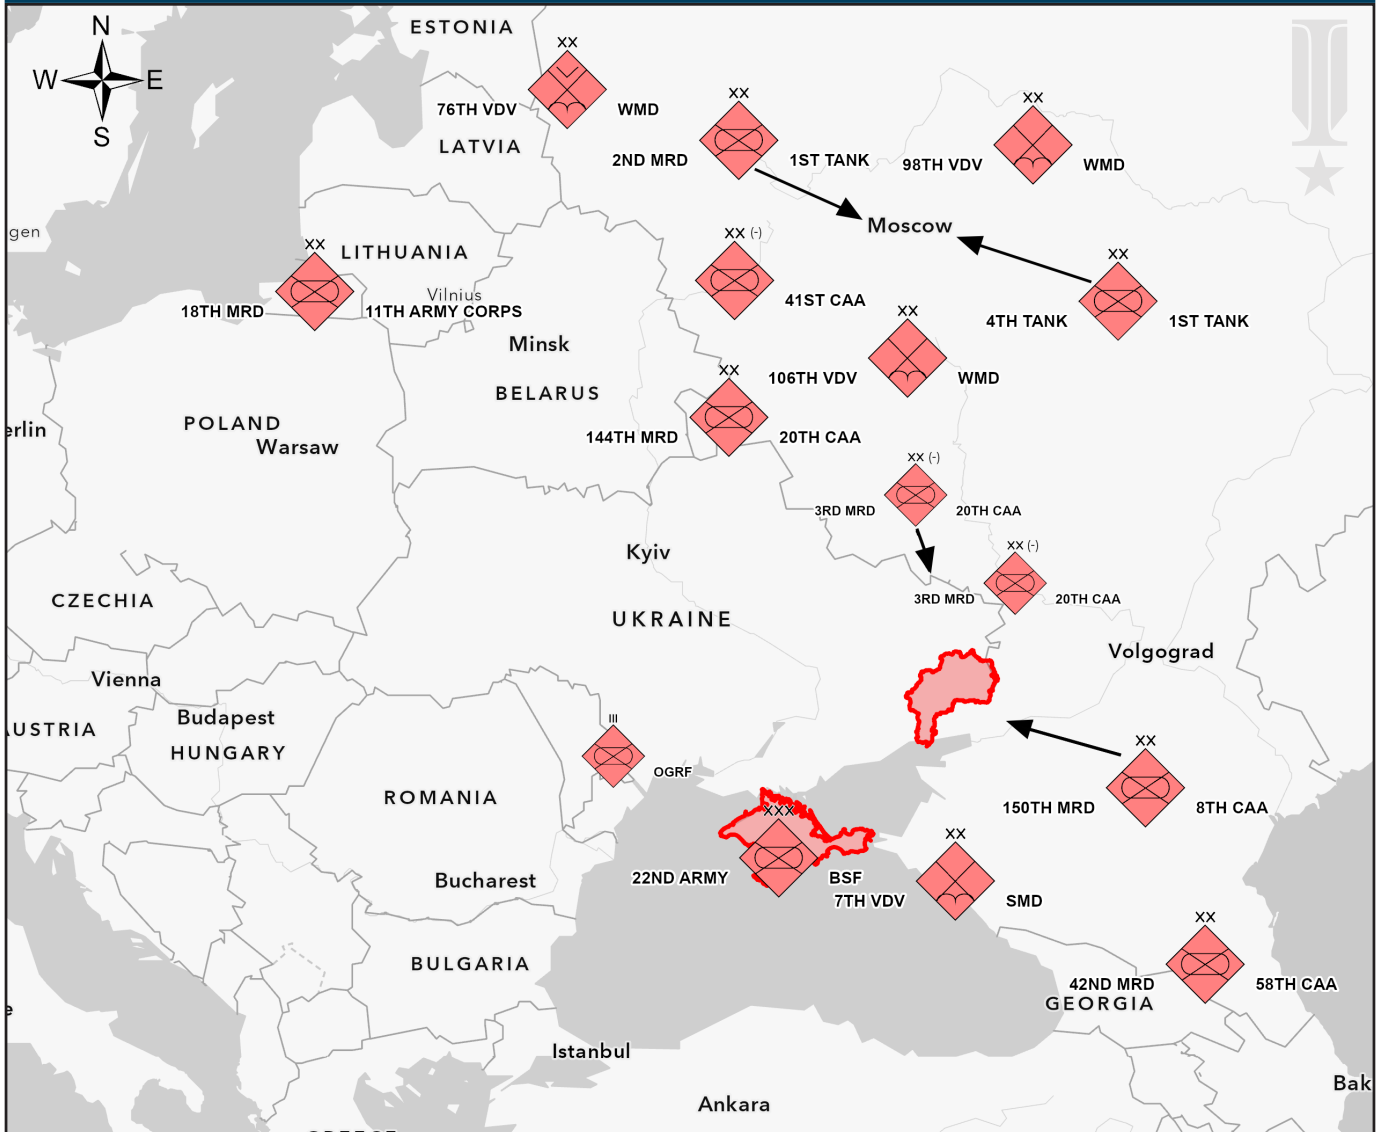 N
W E
S
ESTONIA
XX
76TH VDV WMD
LATVIA
XX
2ND MRD 1ST TANK
XX
98TH VDV WMD
Moscow
gen
XX
LITHUANIA
Vilnius
18TH MRD 11TH ARMY CORPS
XX (-)
41ST CAA
XX
4TH TANK 1ST TANK
XX
106TH VDV WMD
Minsk
BELARUS
POLAND
Warsaw
erlin
XX
144TH MRD 20TH CAA
XX (-)
3RD MRD 20TH CAA
Kyiv
XX (-)
3RD MRD 20TH CAA
CZECHIA
UKRAINE
Volgograd
Vienna
Budapest
AUSTRIA
HUNGARY
III
OGRF
XX
150TH MRD 8TH CAA
ROMANIA
XXX
22ND ARMY BSF
XX
7TH VDV SMD
Bucharest
XX
42ND MRD 58TH CAA
BULGARIA
GEORGIA
e
Istanbul
Bak
Ankara
GREECE